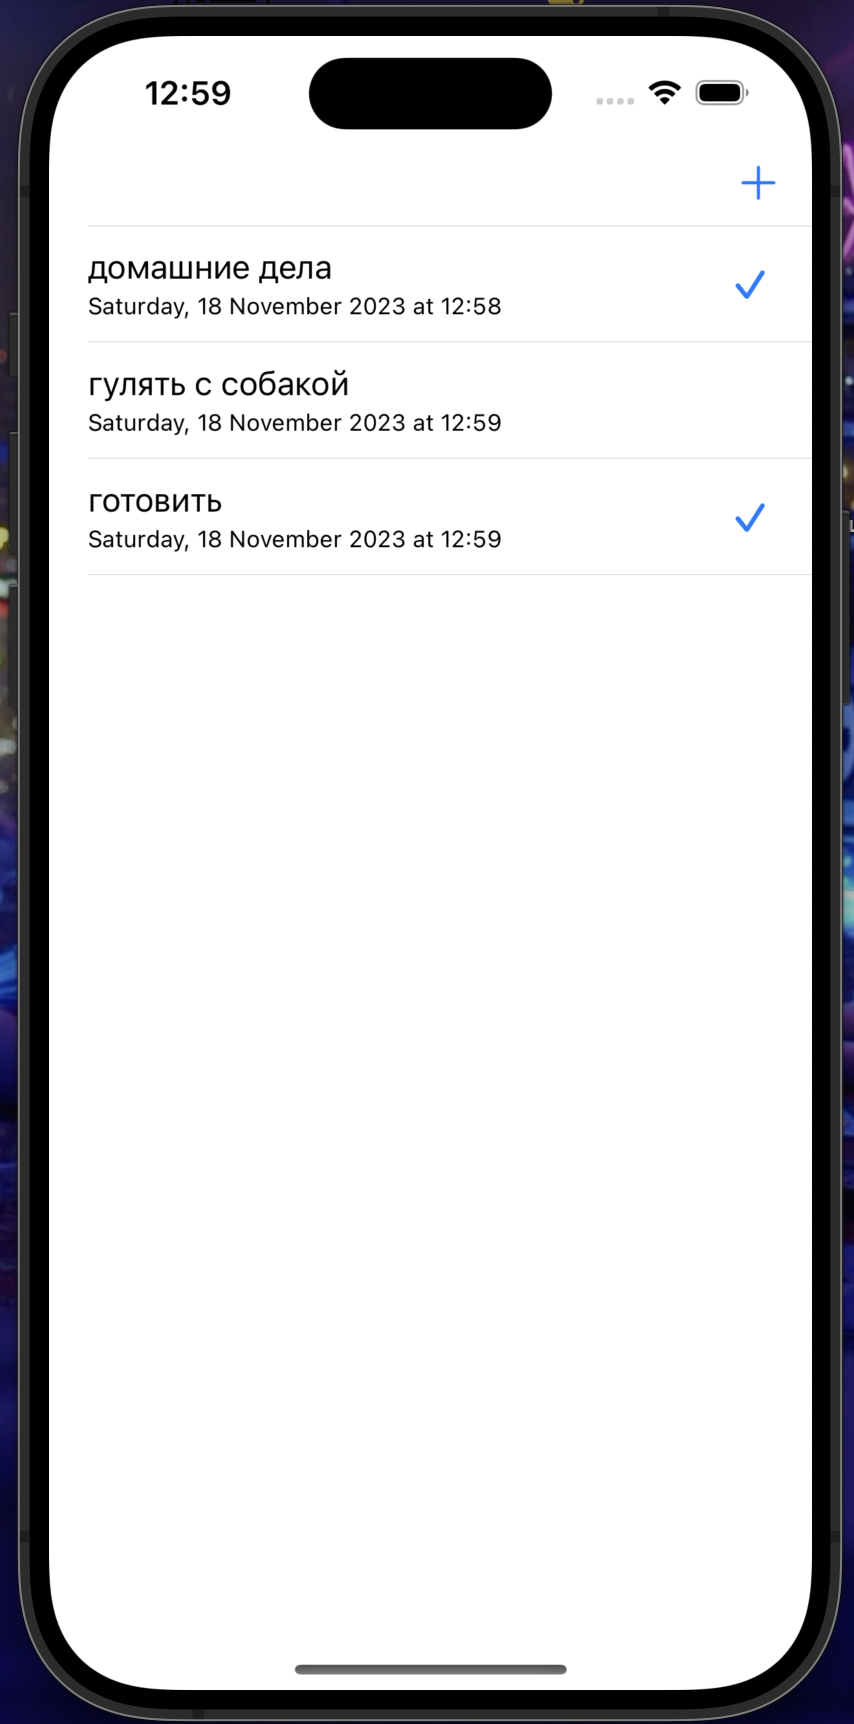 12:59
домашние дела
Saturday, 18 November 2023 at 12:58
гулять с собакой
Saturday, 18 November 2023 at 12:59
готовить
Saturday, 18 November 2023 at 12:59